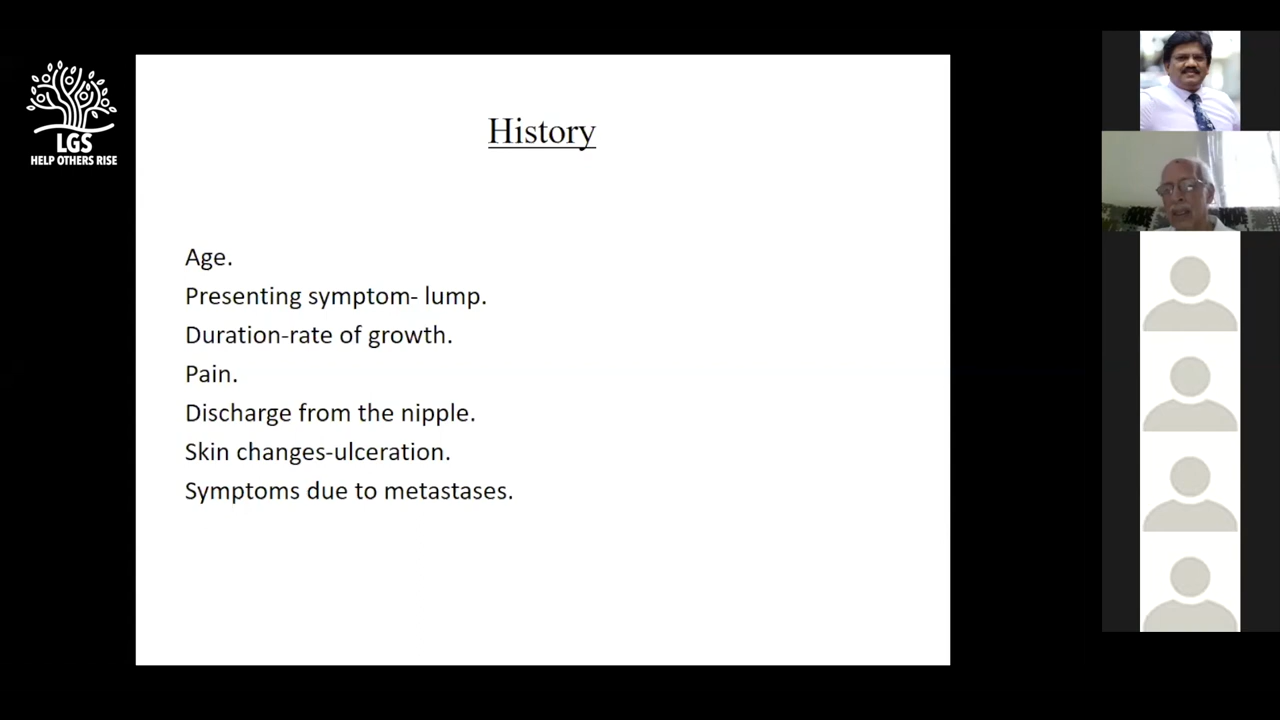 LGS
HELP OTHERS RISE
History
Age.
Presenting symptom- lump.
Duration-rate of growth.
Pain.
Discharge from the nipple.
Skin changes-ulceration.
Symptoms due to metastases.